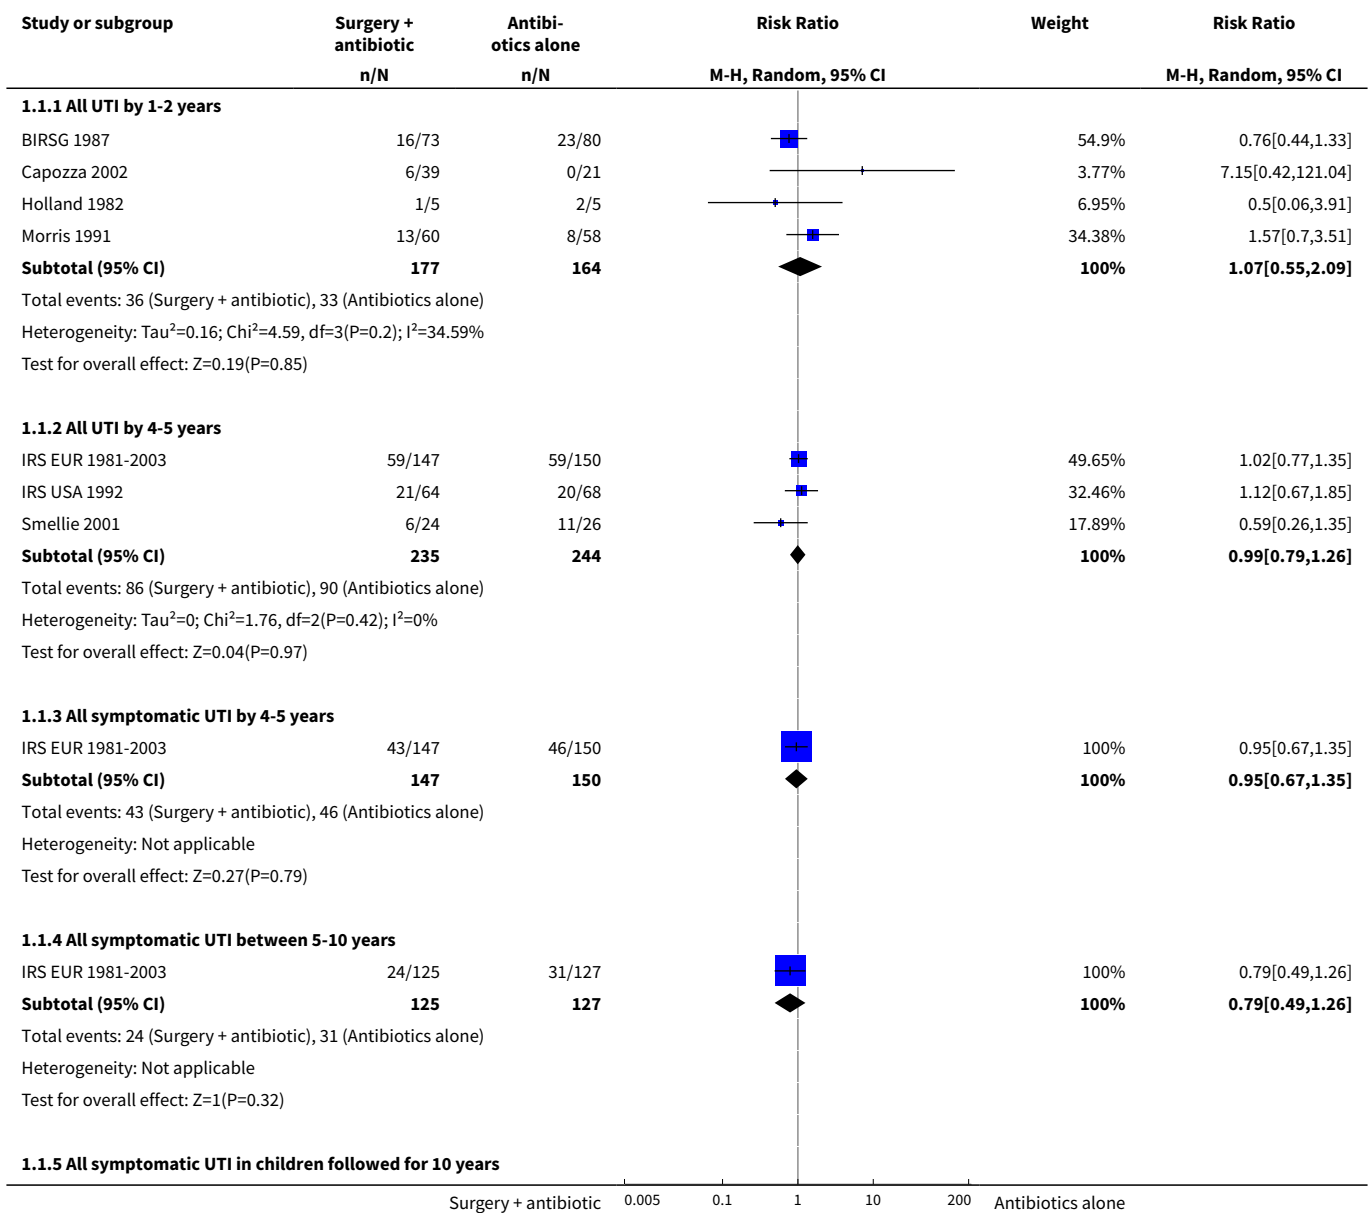 Study or subgroup Surgery + antibiotic Antibi-otics alone Risk Ratio Weight Risk Ratio
n/N n/N M-H, Random, 95% CI M-H, Random, 95% CI
1.1.1 All UTI by 1-2 years
BIRSG 1987 16/73 23/80 54.9% 0.76[0.44,1.33]
Capozza 2002 6/39 0/21 3.77% 7.15[0.42,121.04]
Holland 1982 1/5 2/5 6.95% 0.5[0.06,3.91]
Morris 1991 13/60 8/58 34.38% 1.57[0.7,3.51]
Subtotal (95% CI) 177 164 100% 1.07[0.55,2.09]
Total events: 36 (Surgery + antibiotic), 33 (Antibiotics alone)
Heterogeneity: Tau²=0.16; Chi²=4.59, df=3(P=0.2); I²=34.59%
Test for overall effect: Z=0.19(P=0.85)
1.1.2 All UTI by 4-5 years
IRS EUR 1981-2003 59/147 59/150 49.65% 1.02[0.77,1.35]
IRS USA 1992 21/64 20/68 32.46% 1.12[0.67,1.85]
Smellie 2001 6/24 11/26 17.89% 0.59[0.26,1.35]
Subtotal (95% CI) 235 244 100% 0.99[0.79,1.26]
Total events: 86 (Surgery + antibiotic), 90 (Antibiotics alone)
Heterogeneity: Tau²=0; Chi²=1.76, df=2(P=0.42); I²=0%
Test for overall effect: Z=0.04(P=0.97)
1.1.3 All symptomatic UTI by 4-5 years
IRS EUR 1981-2003 43/147 46/150 100% 0.95[0.67,1.35]
Subtotal (95% CI) 147 150 100% 0.95[0.67,1.35]
Total events: 43 (Surgery + antibiotic), 46 (Antibiotics alone)
Heterogeneity: Not applicable
Test for overall effect: Z=0.27(P=0.79)
1.1.4 All symptomatic UTI between 5-10 years
IRS EUR 1981-2003 24/125 31/127 100% 0.79[0.49,1.26]
Subtotal (95% CI) 125 127 100% 0.79[0.49,1.26]
Total events: 24 (Surgery + antibiotic), 31 (Antibiotics alone)
Heterogeneity: Not applicable
Test for overall effect: Z=1(P=0.32)
1.1.5 All symptomatic UTI in children followed for 10 years
Surgery + antibiotic 0.005 0.1 1 10 200 Antibiotics alone